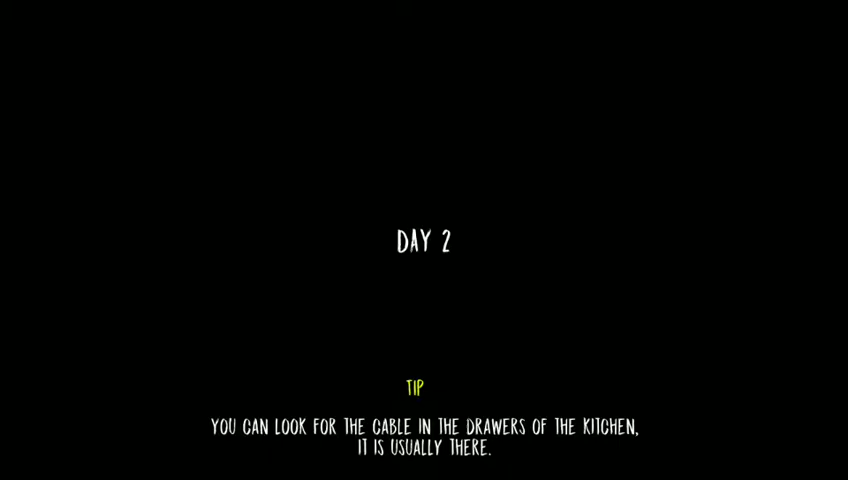 DAY 2
TIP
YOU CAN LOOK FOR THE CABLE IN THE DRAWERS OF THE KITCHEN,
IT IS USUALLY THERE.